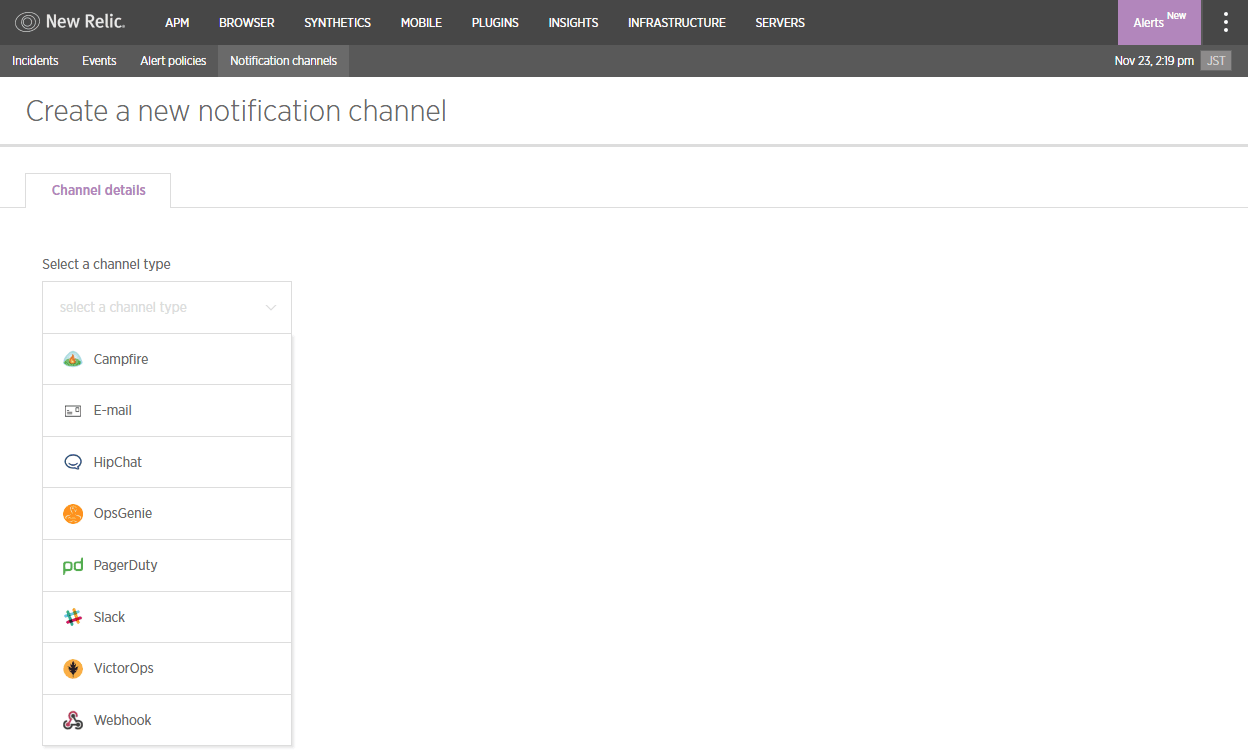 New Relic. APM BROWSER SYNTHETICS MOBILE PLUGINS INSIGHTS INFRASTRUCTURE SERVERS Alerts New
Incidents Events Alert policies Notification channels Nov 23, 2:19 pm JST
Create a new notification channel
Channel details
Select a channel type
select a channel type
Campfire
E-mail
HipChat
OpsGenie
pd PagerDuty
Slack
VictorOps
Webhook